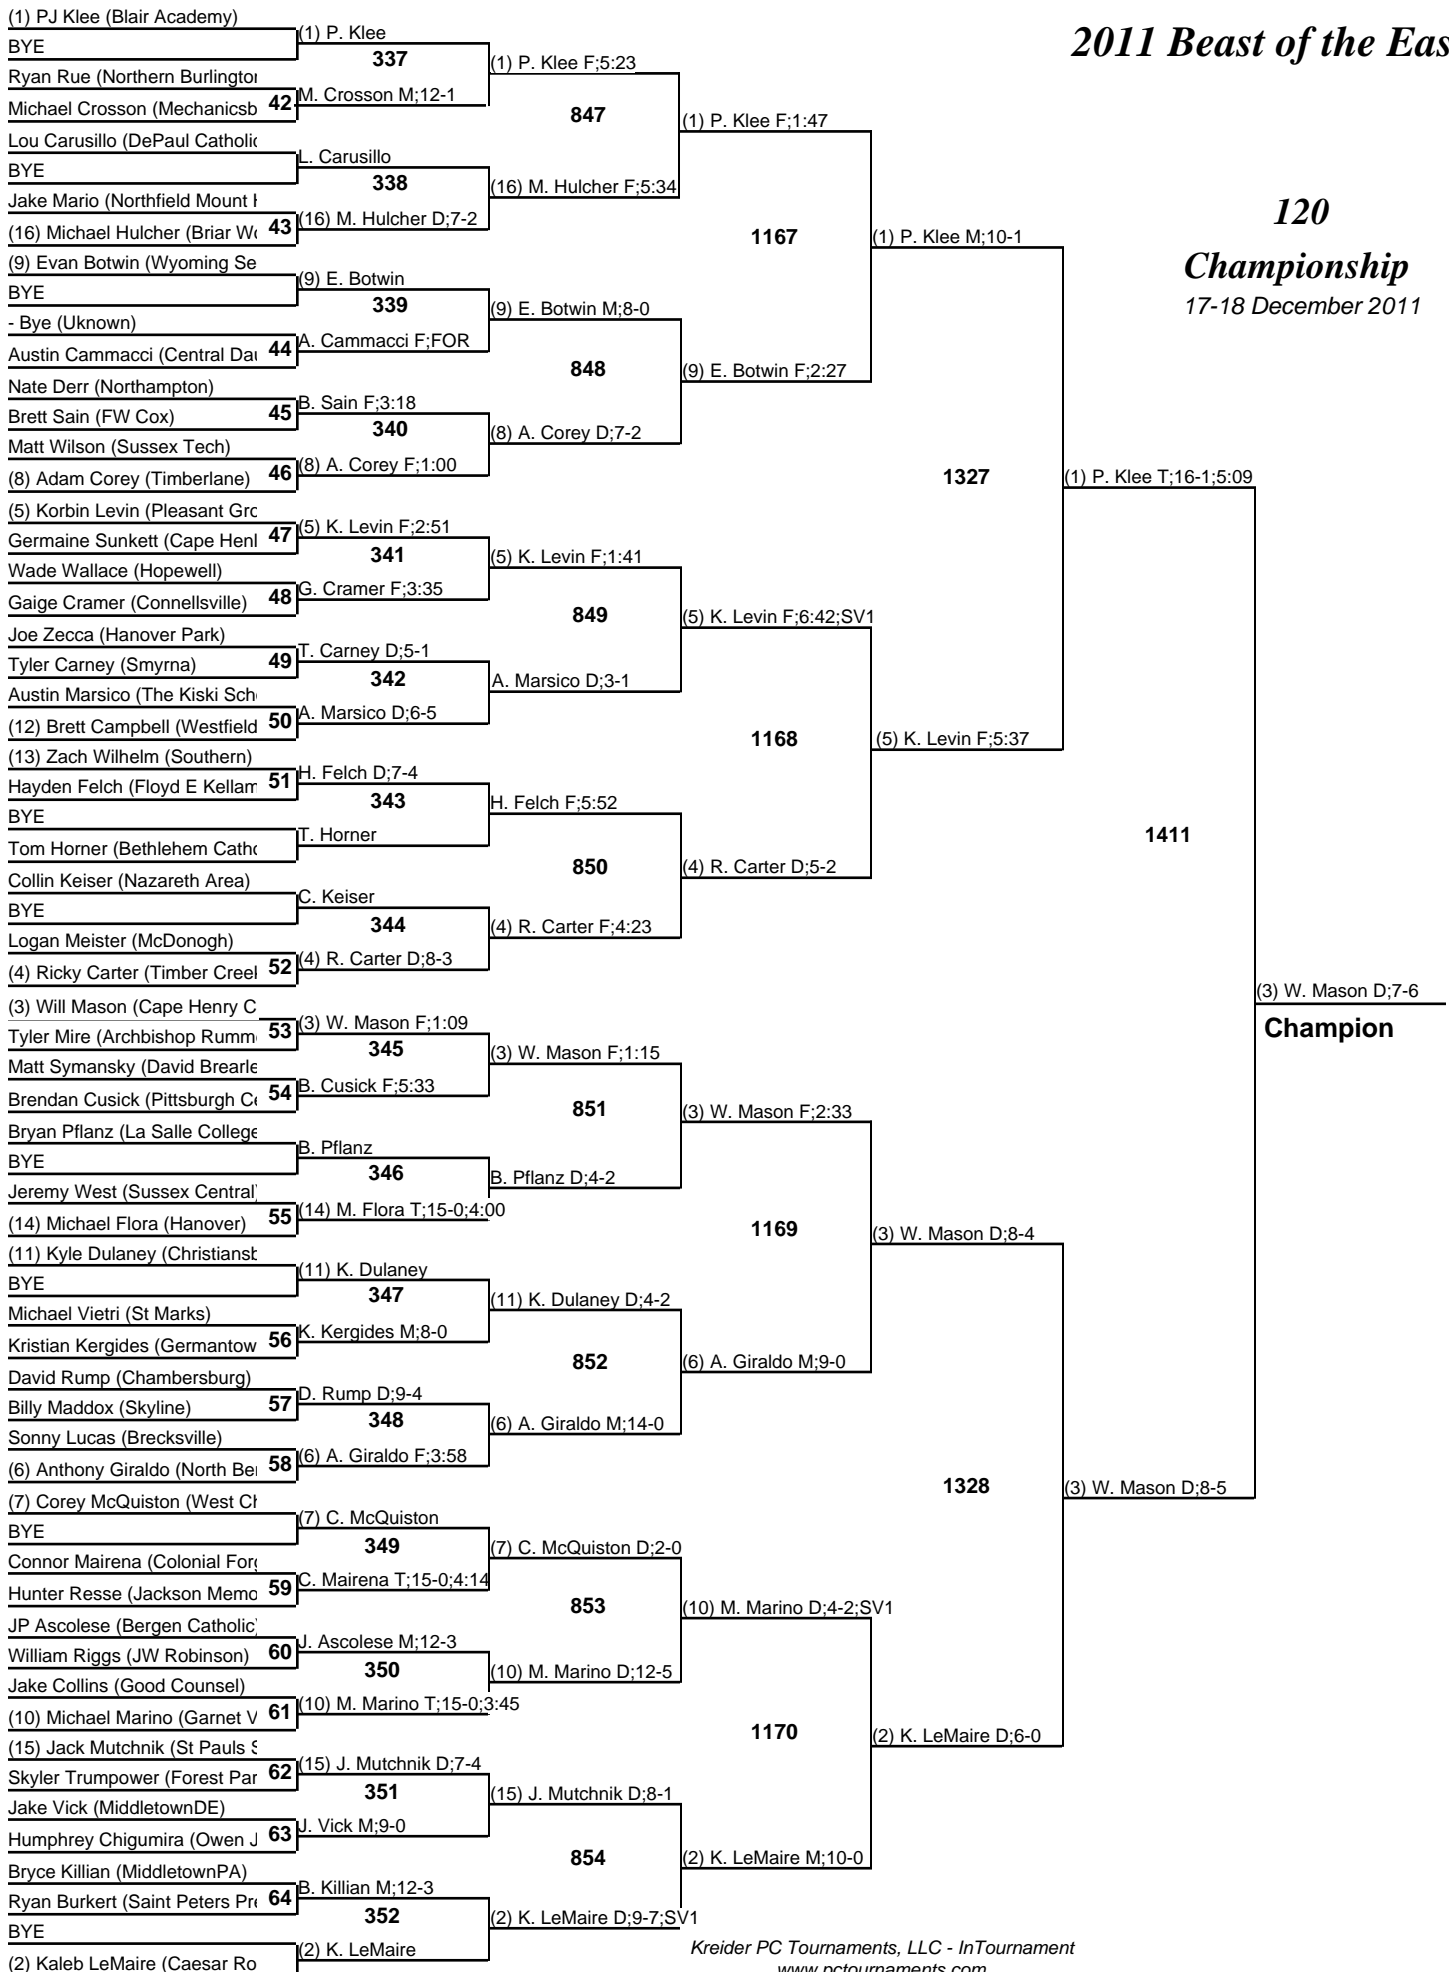 2011 Beast of the Eas
120
Championship
17-18 December 2011
(1) PJ Klee (Blair Academy)
BYE
Ryan Rue (Northern Burlington
Michael Crosson (Mechanicsb
42
Lou Carusillo (DePaul Catholic
BYE
Jake Mario (Northfield Mount H
(16) Michael Hulcher (Briar Wo
43
(9) Evan Botwin (Wyoming Se
BYE
- Bye (Uknown)
Austin Cammacci (Central Dau
44
Nate Derr (Northampton)
Brett Sain (FW Cox)
45
Matt Wilson (Sussex Tech)
(8) Adam Corey (Timberlane)
46
(5) Korbin Levin (Pleasant Gro
Germaine Sunkett (Cape Henl
47
Wade Wallace (Hopewell)
Gaige Cramer (Connellsville)
48
Joe Zecca (Hanover Park)
Tyler Carney (Smyrna)
49
Austin Marsico (The Kiski Scho
(12) Brett Campbell (Westfield
50
(13) Zach Wilhelm (Southern)
Hayden Felch (Floyd E Kellam
51
BYE
Tom Horner (Bethlehem Catho
Collin Keiser (Nazareth Area)
BYE
Logan Meister (McDonogh)
(4) Ricky Carter (Timber Creek
52
(3) Will Mason (Cape Henry C
Tyler Mire (Archbishop Rumm
53
Matt Symansky (David Brearle
Brendan Cusick (Pittsburgh Ce
54
Bryan Pflanz (La Salle College
BYE
Jeremy West (Sussex Central)
(14) Michael Flora (Hanover)
55
(11) Kyle Dulaney (Christiansb
BYE
Michael Vietri (St Marks)
Kristian Kergides (Germantow
56
David Rump (Chambersburg)
Billy Maddox (Skyline)
57
Sonny Lucas (Brecksville)
(6) Anthony Giraldo (North Ber
58
(7) Corey McQuiston (West Ch
BYE
Connor Mairena (Colonial Forg
Hunter Resse (Jackson Memo
59
JP Ascolese (Bergen Catholic)
William Riggs (JW Robinson)
60
Jake Collins (Good Counsel)
(10) Michael Marino (Garnet V
61
(15) Jack Mutchnik (St Pauls S
Skyler Trumpower (Forest Par
62
Jake Vick (MiddletownDE)
Humphrey Chigumira (Owen J
63
Bryce Killian (MiddletownPA)
Ryan Burkert (Saint Peters Pre
64
BYE
(2) Kaleb LeMaire (Caesar Ro
(1) P. Klee
337
M. Crosson M;12-1
L. Carusillo
338
(16) M. Hulcher D;7-2
(9) E. Botwin
339
A. Cammacci F;FOR
B. Sain F;3:18
340
(8) A. Corey F;1:00
(5) K. Levin F;2:51
341
G. Cramer F;3:35
T. Carney D;5-1
342
A. Marsico D;6-5
H. Felch D;7-4
343
T. Horner
C. Keiser
344
(4) R. Carter D;8-3
(3) W. Mason F;1:09
345
B. Cusick F;5:33
B. Pflanz
346
(14) M. Flora T;15-0;4:00
(11) K. Dulaney
347
K. Kergides M;8-0
D. Rump D;9-4
348
(6) A. Giraldo F;3:58
(7) C. McQuiston
349
C. Mairena T;15-0;4:14
J. Ascolese M;12-3
350
(10) M. Marino T;15-0;3:45
(15) J. Mutchnik D;7-4
351
J. Vick M;9-0
B. Killian M;12-3
352
(2) K. LeMaire
(1) P. Klee F;5:23
847
(16) M. Hulcher F;5:34
(9) E. Botwin M;8-0
848
(8) A. Corey D;7-2
(5) K. Levin F;1:41
849
A. Marsico D;3-1
H. Felch F;5:52
850
(4) R. Carter F;4:23
(3) W. Mason F;1:15
851
B. Pflanz D;4-2
(11) K. Dulaney D;4-2
852
(6) A. Giraldo M;14-0
(7) C. McQuiston D;2-0
853
(10) M. Marino D;12-5
(15) J. Mutchnik D;8-1
854
(2) K. LeMaire D;9-7;SV1
(1) P. Klee F;1:47
1167
(9) E. Botwin F;2:27
(5) K. Levin F;6:42;SV1
1168
(4) R. Carter D;5-2
(3) W. Mason F;2:33
1169
(6) A. Giraldo M;9-0
(10) M. Marino D;4-2;SV1
1170
(2) K. LeMaire M;10-0
(1) P. Klee M;10-1
1327
(5) K. Levin F;5:37
(3) W. Mason D;8-4
1328
(2) K. LeMaire D;6-0
(1) P. Klee T;16-1;5:09
1411
(3) W. Mason D;8-5
(3) W. Mason D;7-6
Champion
Kreider PC Tournaments, LLC - InTournament
www.pctournaments.com